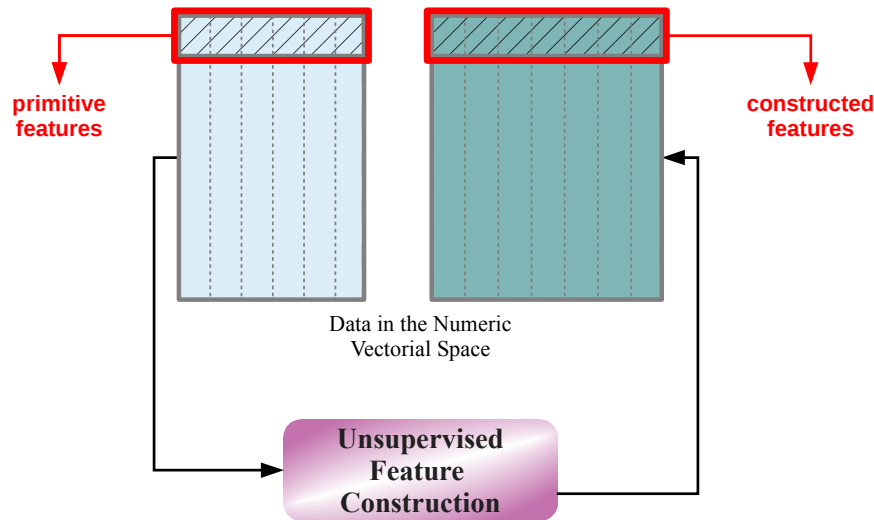 primitive
features
constructed
features
Data in the Numeric
Vectorial Space
Unsupervised
Feature
Construction